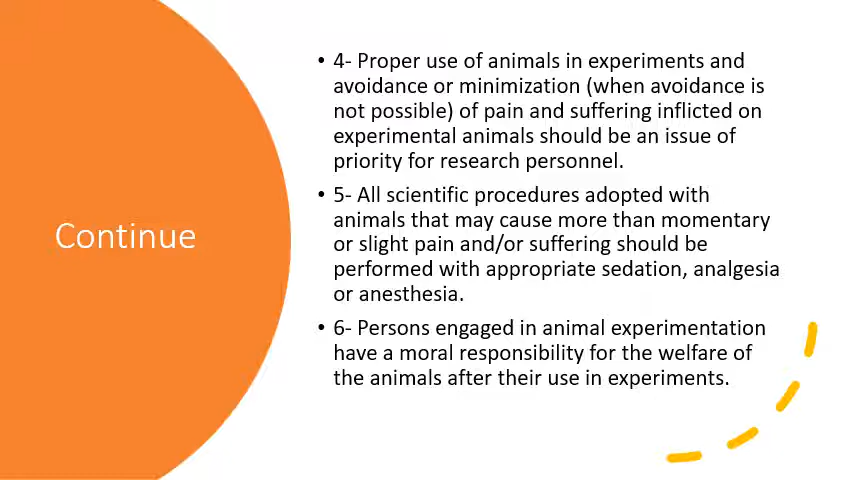 Continue
• 4- Proper use of animals in experiments and
avoidance or minimization (when avoidance is
not possible) of pain and suffering inflicted on
experimental animals should be an issue of
priority for research personnel.
• 5- All scientific procedures adopted with
animals that may cause more than momentary
or slight pain and/or suffering should be
performed with appropriate sedation, analgesia
or anesthesia.
• 6- Persons engaged in animal experimentation
have a moral responsibility for the welfare of
the animals after their use in experiments.